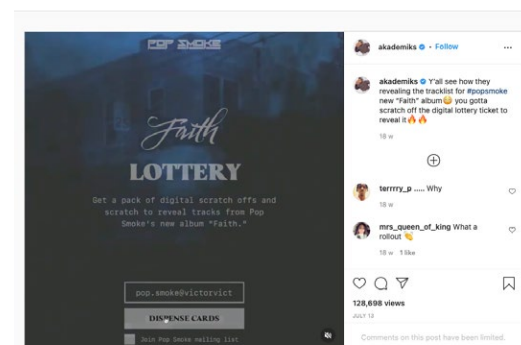 POP SMOKE
Faith
LOTTERY
Get a pack of digital scratch offs and
scratch to reveal tracks from Pop
Smoke's new album "Faith."
pop.smoke@victorvict
DISPENSE CARDS
Join Pop Smoke mailing list
akademiks • Follow
akademiks Y'all see how they
revealing the tracklist for #popsmoke
new "Faith" album😳 you gotta
scratch off the digital lottery ticket to
reveal it🔥🔥
18 w
terrrry_p ..... Why
18 w
mrs_queen_of_king What a
rollout 👏
18 w 1 like
128,698 views
JULY 12
Comments on this post have been limited.